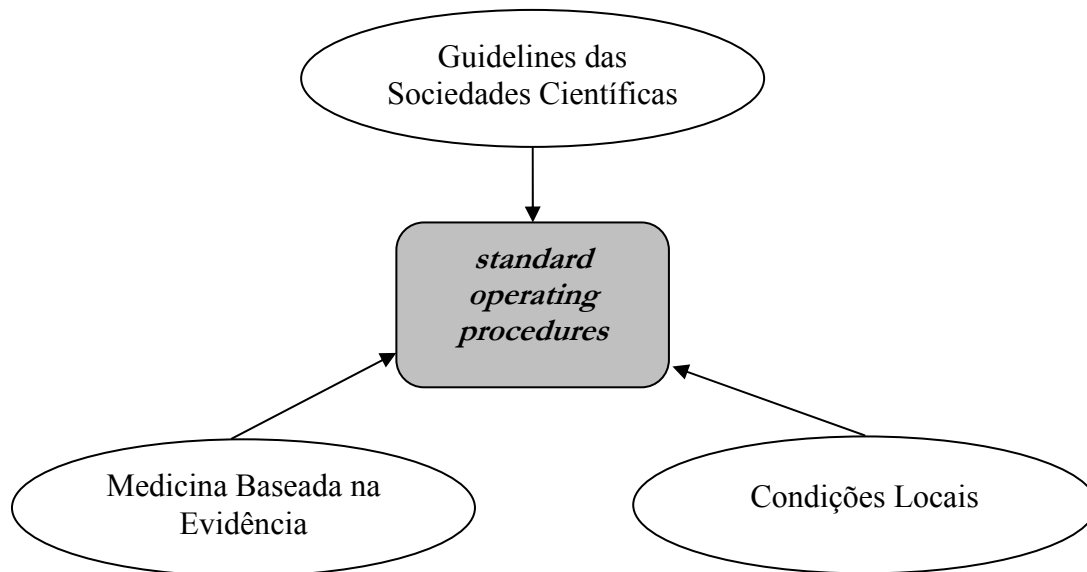 Guidelines das
Sociedades Científicas
standard
operating
procedures
Medicina Baseada na
Evidência
Condições Locais